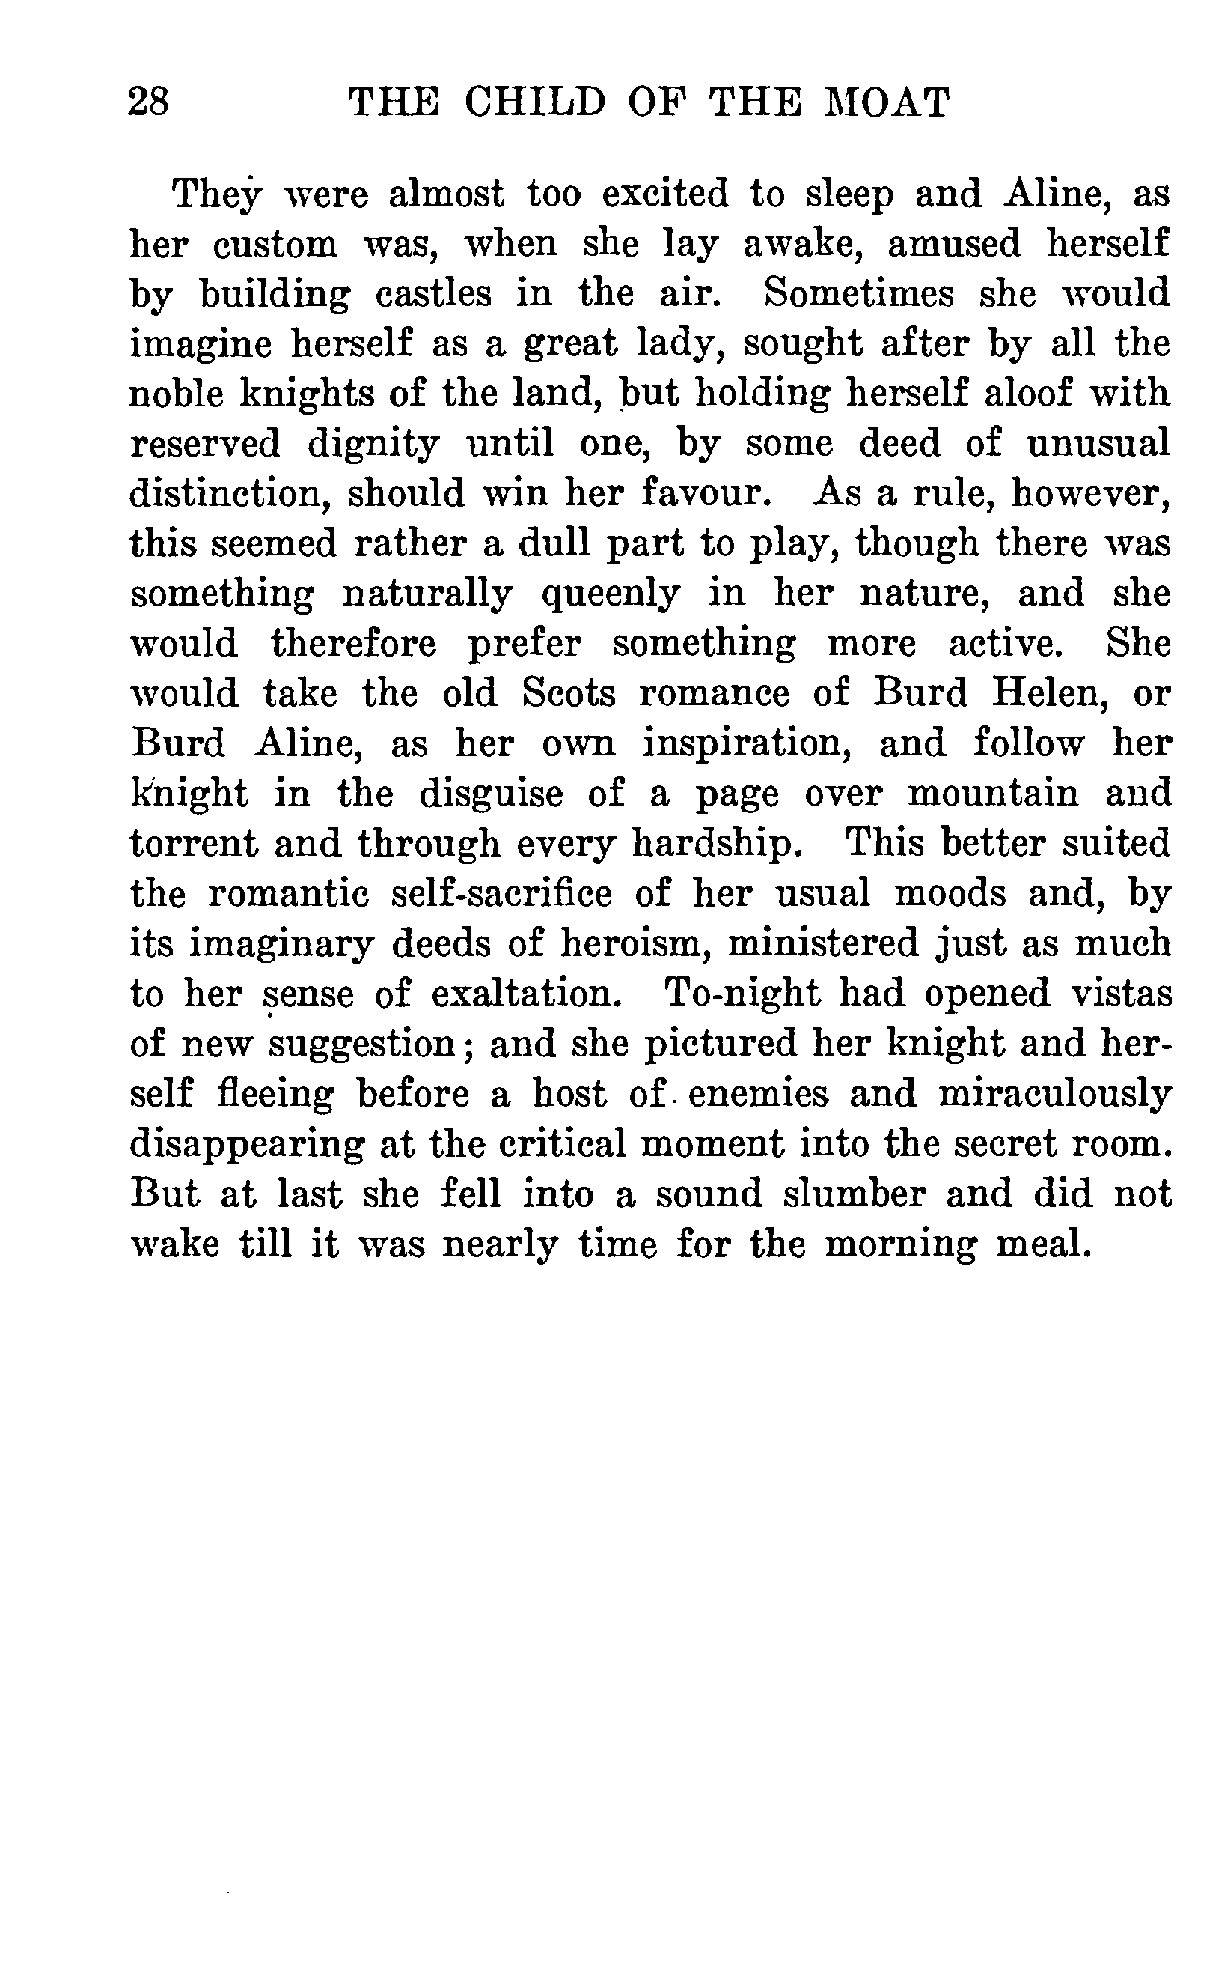 28 THE CHILD OF THE MOAT
They were almost too excited to sleep and Aline, as
her custom was, when she lay awake, amused herself
by building castles in the air. Sometimes she would
imagine herself as a great lady, sought after by all the
noble knights of the land, but holding herself aloof with
reserved dignity until one, by some deed of unusual
distinction, should win her favour. As a rule, however,
this seemed rather a dull part to play, though there was
something naturally queenly in her nature, and she
would therefore prefer something more active. She
would take the old Scots romance of Burd Helen, or
Burd Aline, as her own inspiration, and follow her
knight in the disguise of a page over mountain and
torrent and through every hardship. This better suited
the romantic self-sacrifice of her usual moods and, by
its imaginary deeds of heroism, ministered just as much
to her sense of exaltation. To-night had opened vistas
of new suggestion; and she pictured her knight and her-
self fleeing before a host of enemies and miraculously
disappearing at the critical moment into the secret room.
But at last she fell into a sound slumber and did not
wake till it was nearly time for the morning meal.